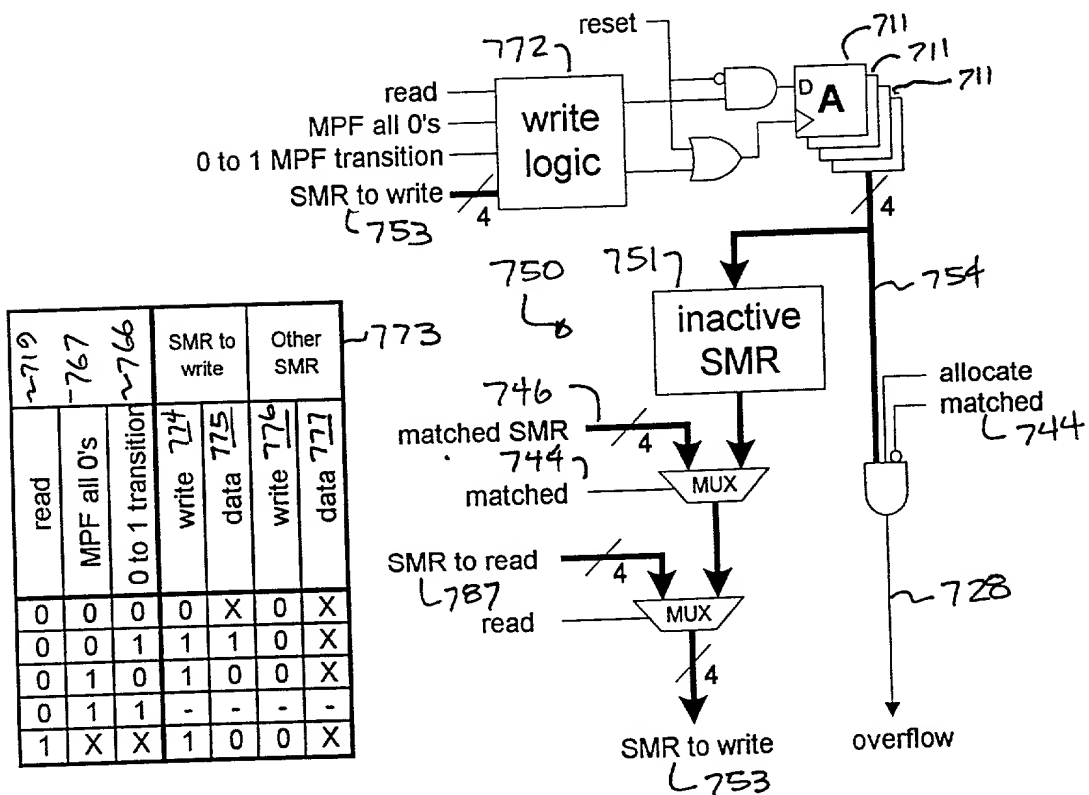 reset
772
711
711
711
read
MPF all 0's
0 to 1 MPF transition
SMR to write
4
753
write
logic
D
A
4
750
751
754
inactive
SMR
allocate
matched
744
746
matched SMR
4
744
matched
MUX
SMR to read
4
787
read
MUX
4
728
SMR to write
753
overflow
719 767 766 SMR to write Other SMR 773
read MPF all 0's 0 to 1 transition write 774 data 775 write 776 data 777
0 0 0 0 X 0 X
0 0 1 1 1 0 X
0 1 0 1 0 0 X
0 1 1 - - - -
1 X X 1 0 0 X